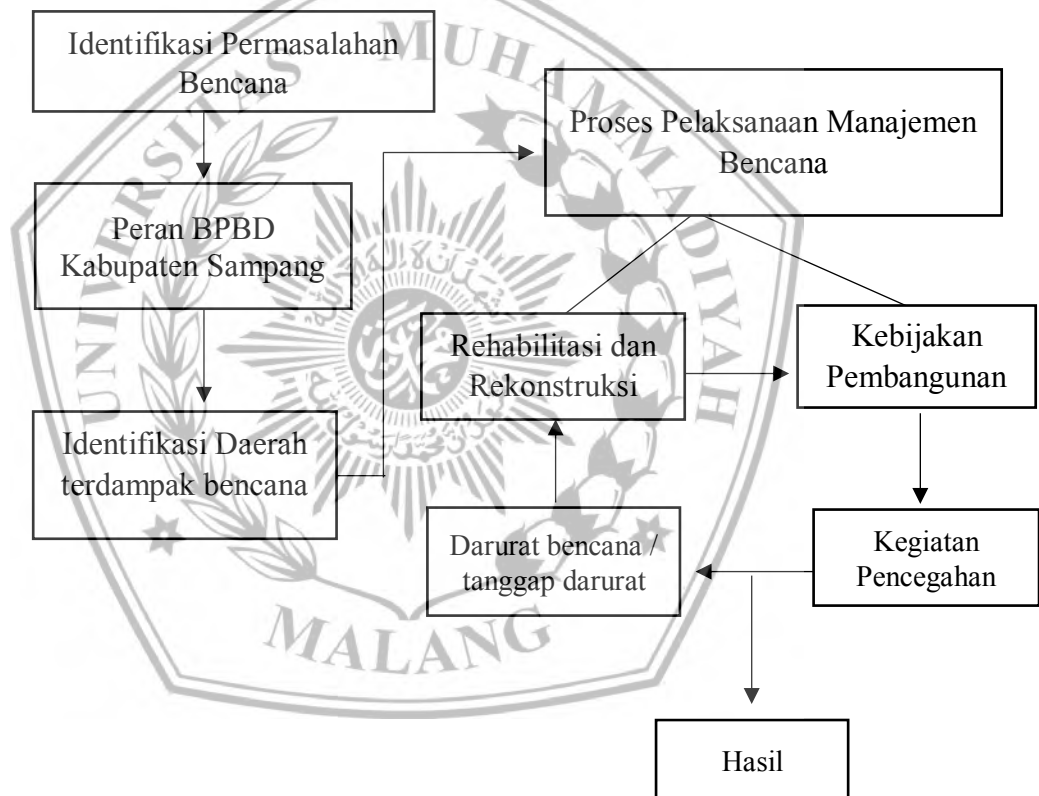 Identifikasi Permasalahan
Bencana
Peran BPBD
Kabupaten Sampang
Identifikasi Daerah
terdampak bencana
Proses Pelaksanaan Manajemen
Bencana
Rehabilitasi dan
Rekonstruksi
Kebijakan
Pembangunan
Darurat bencana /
tanggap darurat
Kegiatan
Pencegahan
Hasil
UNIVERSITAS MUHAMMADIYAH
MALANG